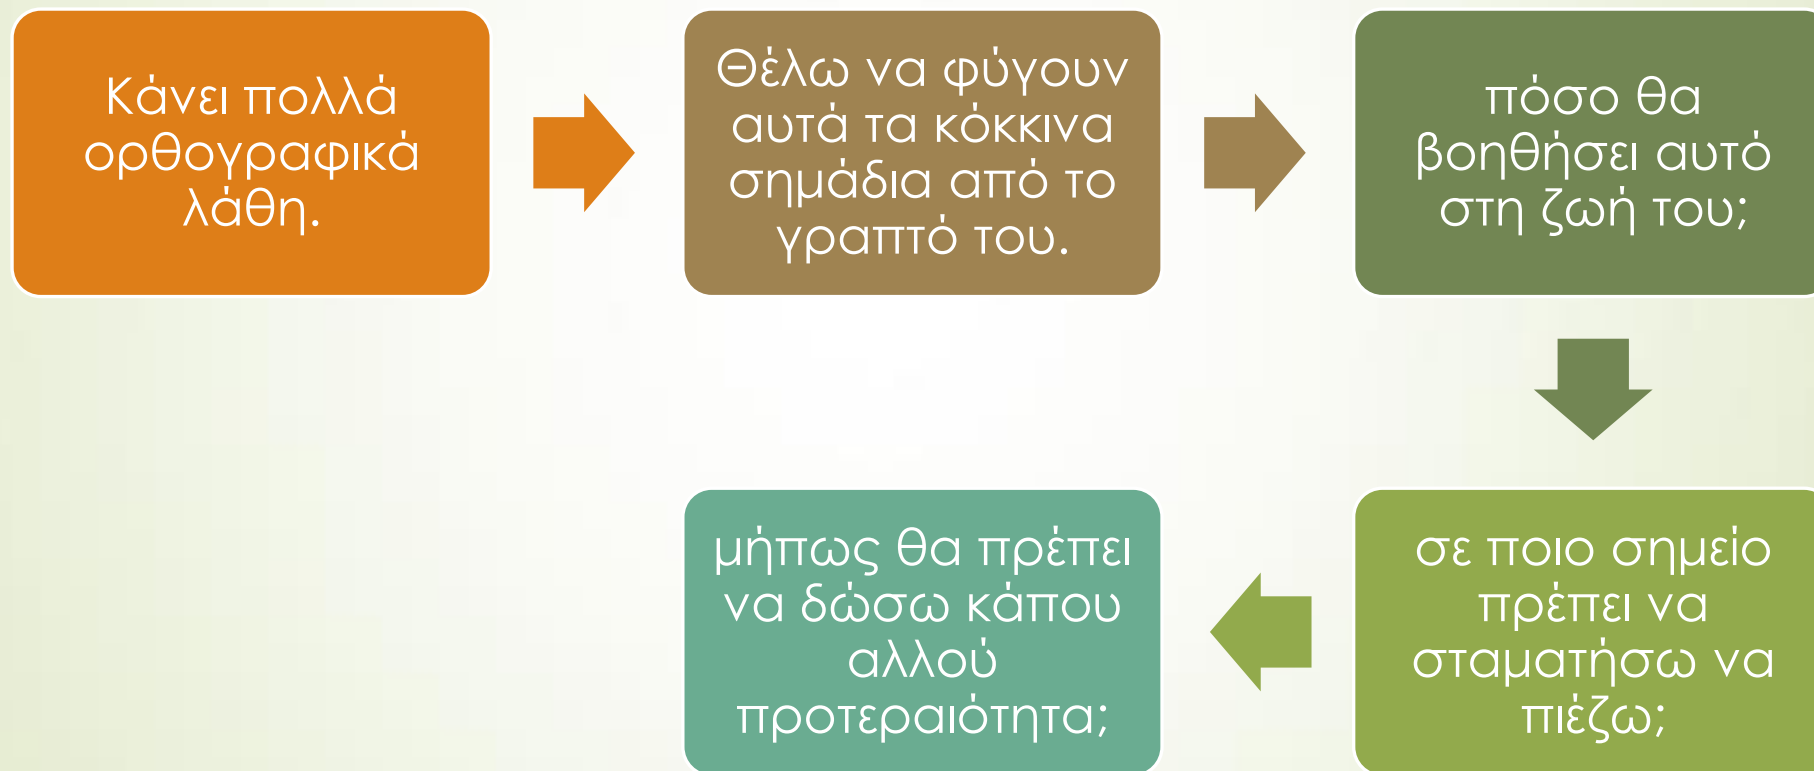 Κάνει πολλά
ορθογραφικά
λάθη.
Θέλω να φύγουν
αυτά τα κόκκινα
σημάδια από το
γραπτό του.
πόσο θα
βοηθήσει αυτό
στη ζωή του;
σε ποιο σημείο
πρέπει να
σταματήσω να
πιέζω;
μήπως θα πρέπει
να δώσω κάπου
αλλού
προτεραιότητα;